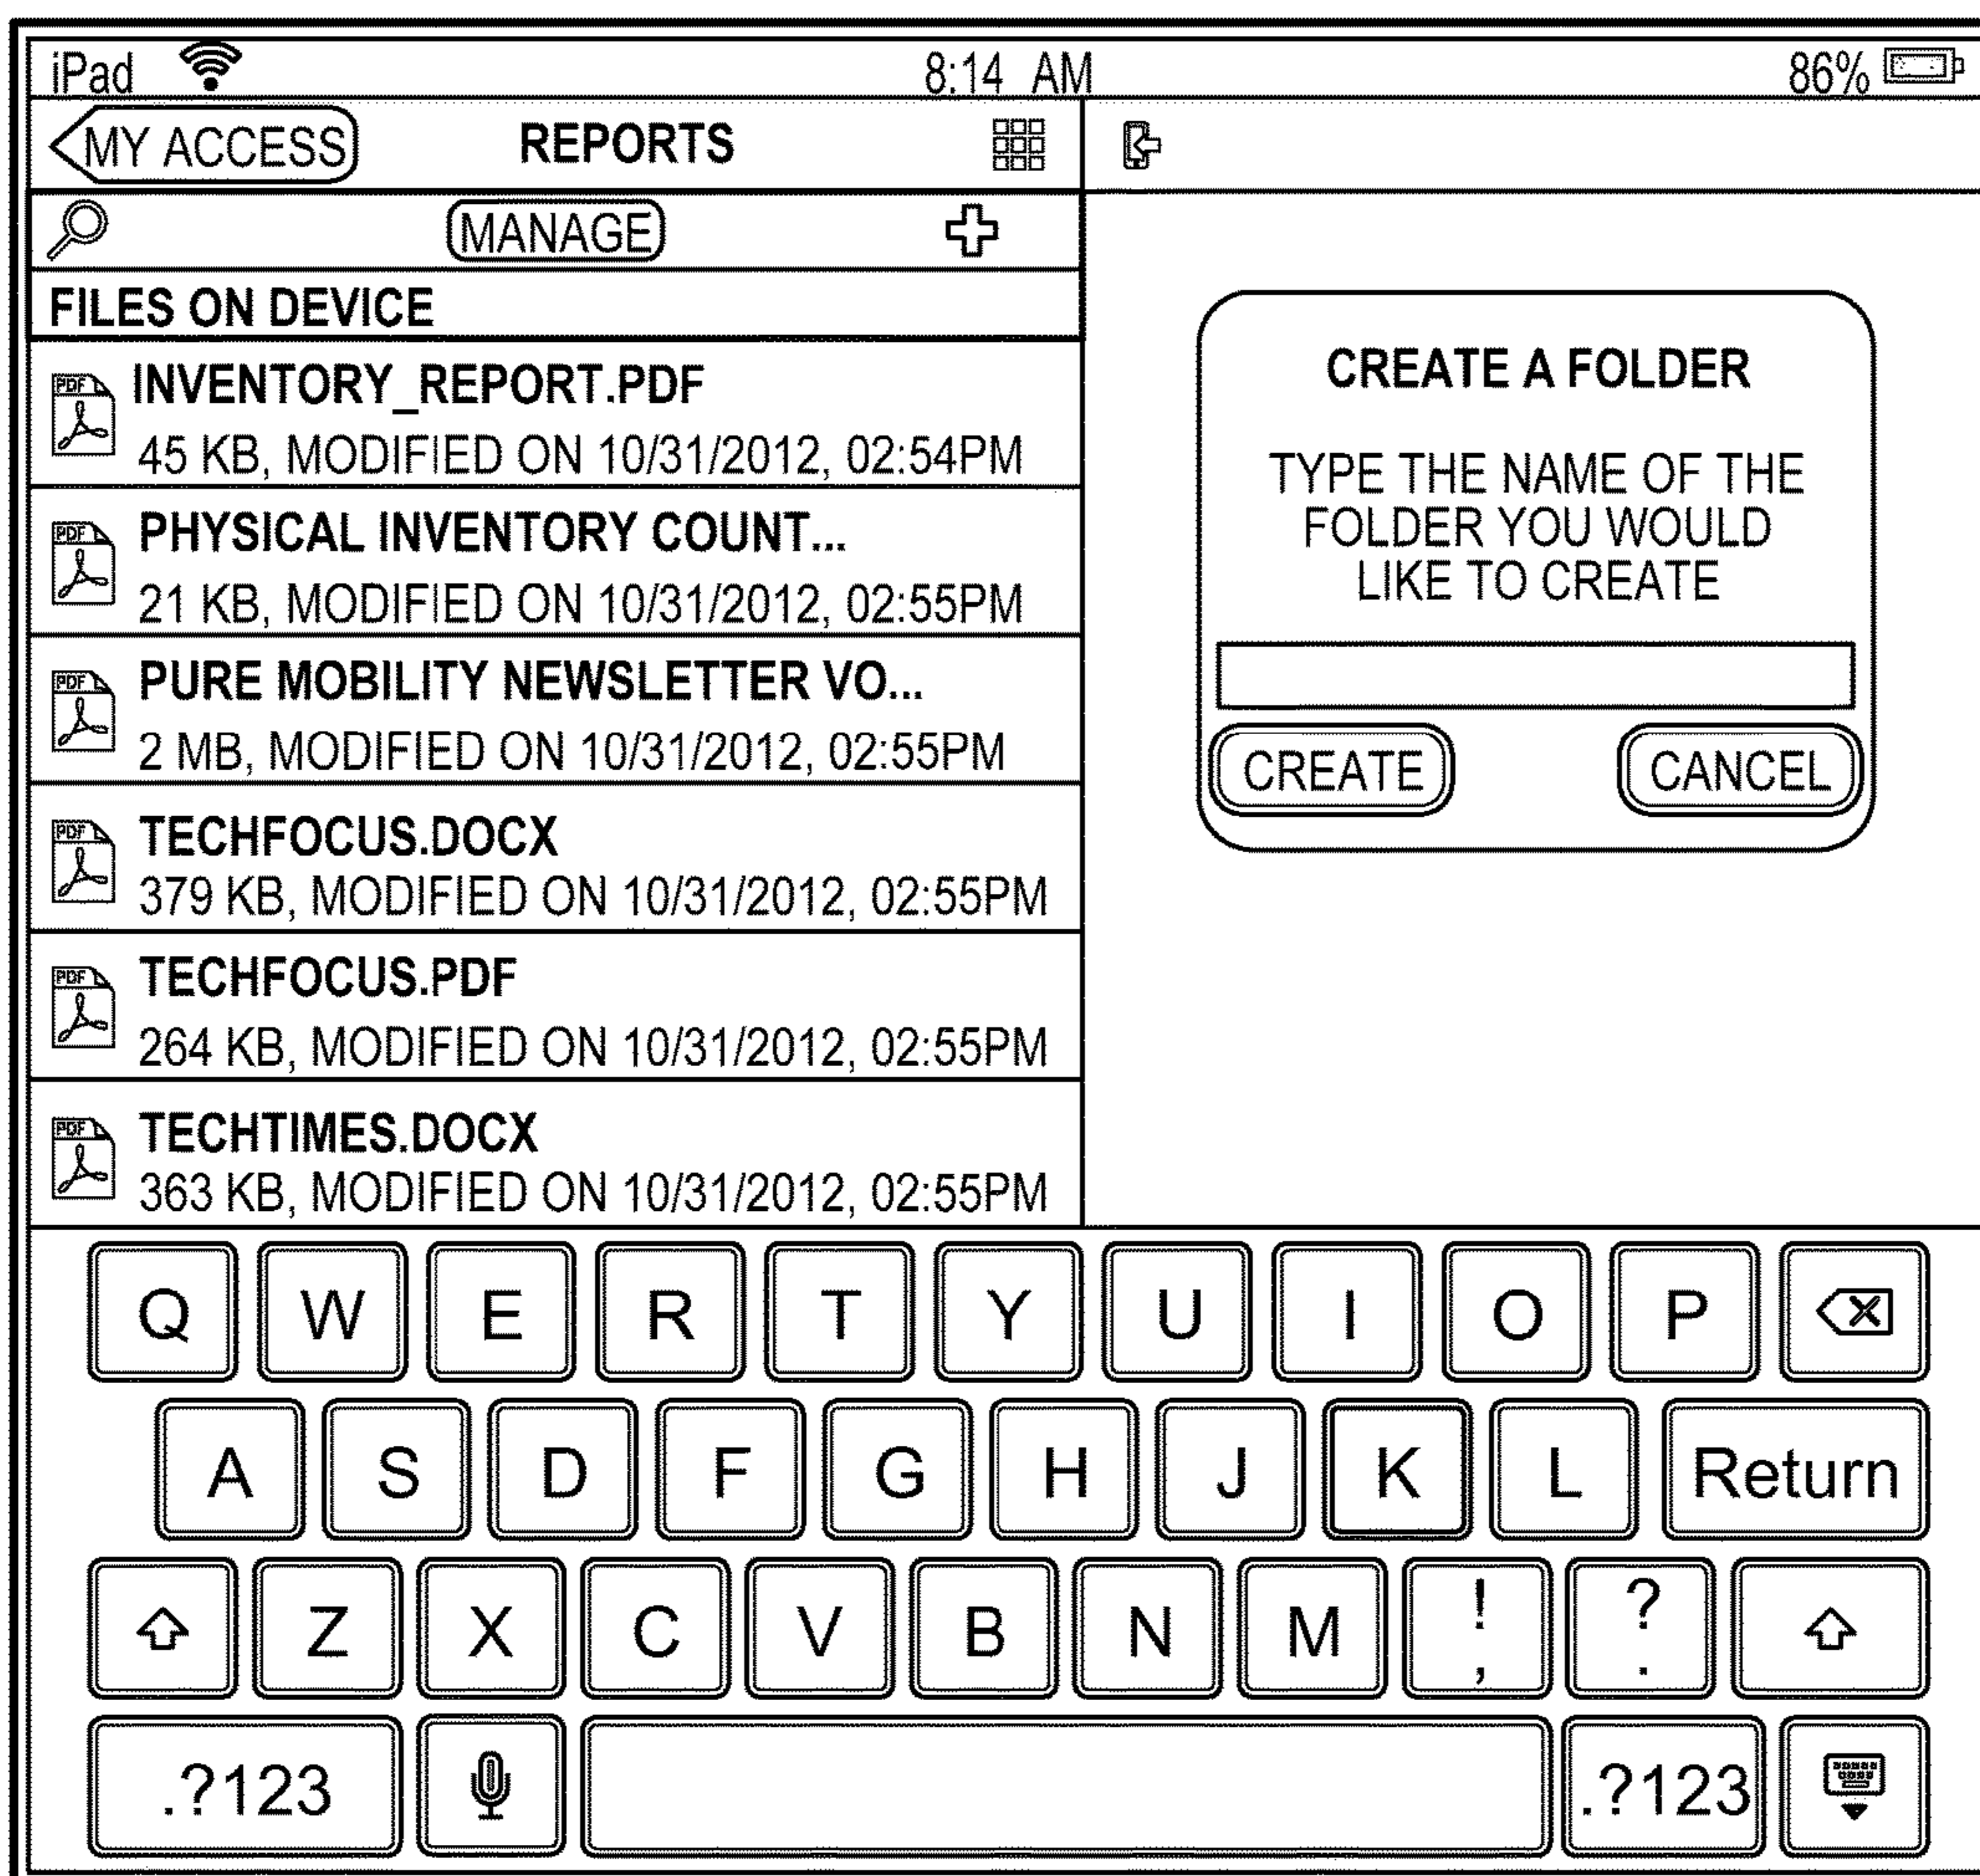 iPad 8:14 AM 86%
MY ACCESS REPORTS
MANAGE
FILES ON DEVICE
PDF INVENTORY_REPORT.PDF
45 KB, MODIFIED ON 10/31/2012, 02:54PM
PDF PHYSICAL INVENTORY COUNT...
21 KB, MODIFIED ON 10/31/2012, 02:55PM
PDF PURE MOBILITY NEWSLETTER VO...
2 MB, MODIFIED ON 10/31/2012, 02:55PM
PDF TECHFOCUS.DOCX
379 KB, MODIFIED ON 10/31/2012, 02:55PM
PDF TECHFOCUS.PDF
264 KB, MODIFIED ON 10/31/2012, 02:55PM
PDF TECHTIMES.DOCX
363 KB, MODIFIED ON 10/31/2012, 02:55PM
CREATE A FOLDER
TYPE THE NAME OF THE
FOLDER YOU WOULD
LIKE TO CREATE
CREATE CANCEL
Q W E R T Y U I O P
A S D F G H J K L Return
Z X C V B N M ! , ? .
.?123 .?123